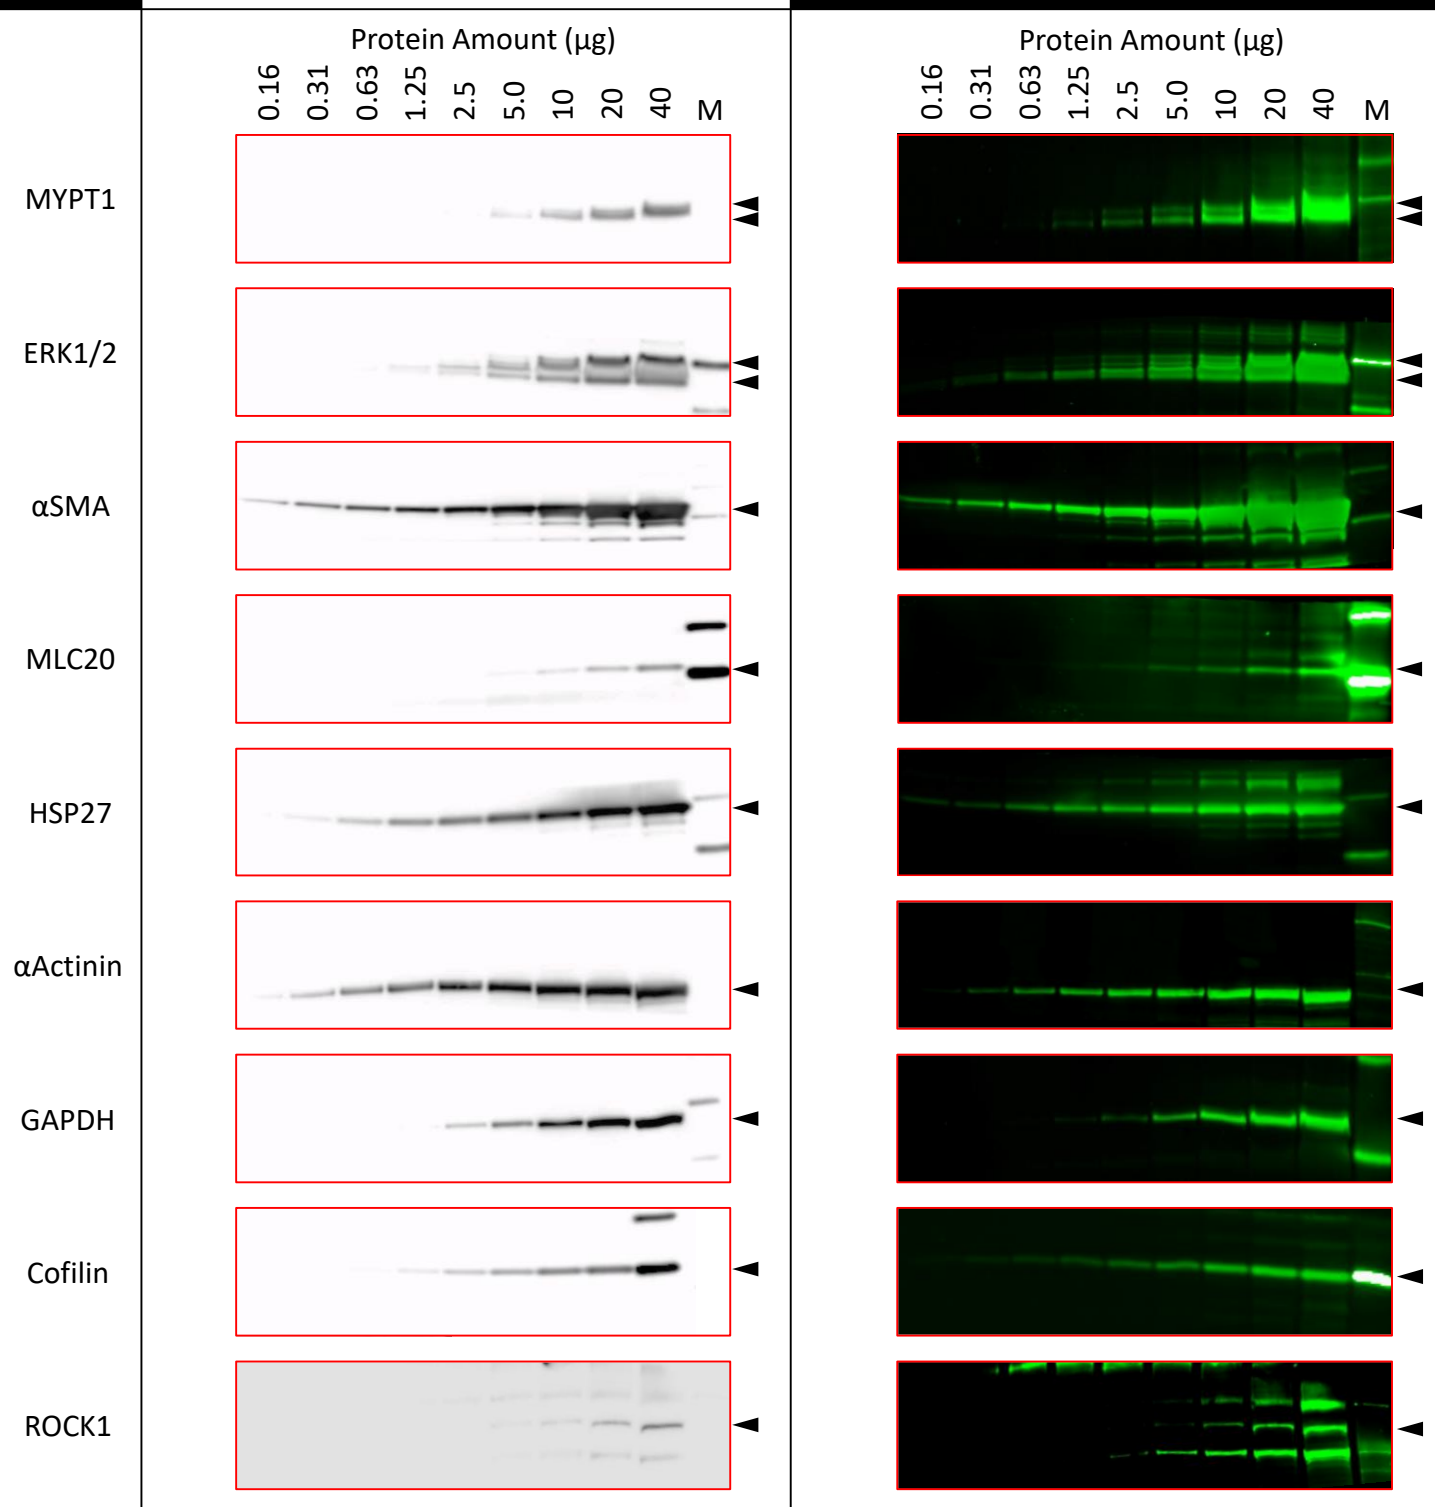 Protein Amount (µg)
0.16 0.31 0.63 1.25 2.5 5.0 10 20 40 M
Protein Amount (µg)
0.16 0.31 0.63 1.25 2.5 5.0 10 20 40 M
MYPT1
ERK1/2
αSMA
MLC20
HSP27
αActinin
GAPDH
Cofilin
ROCK1